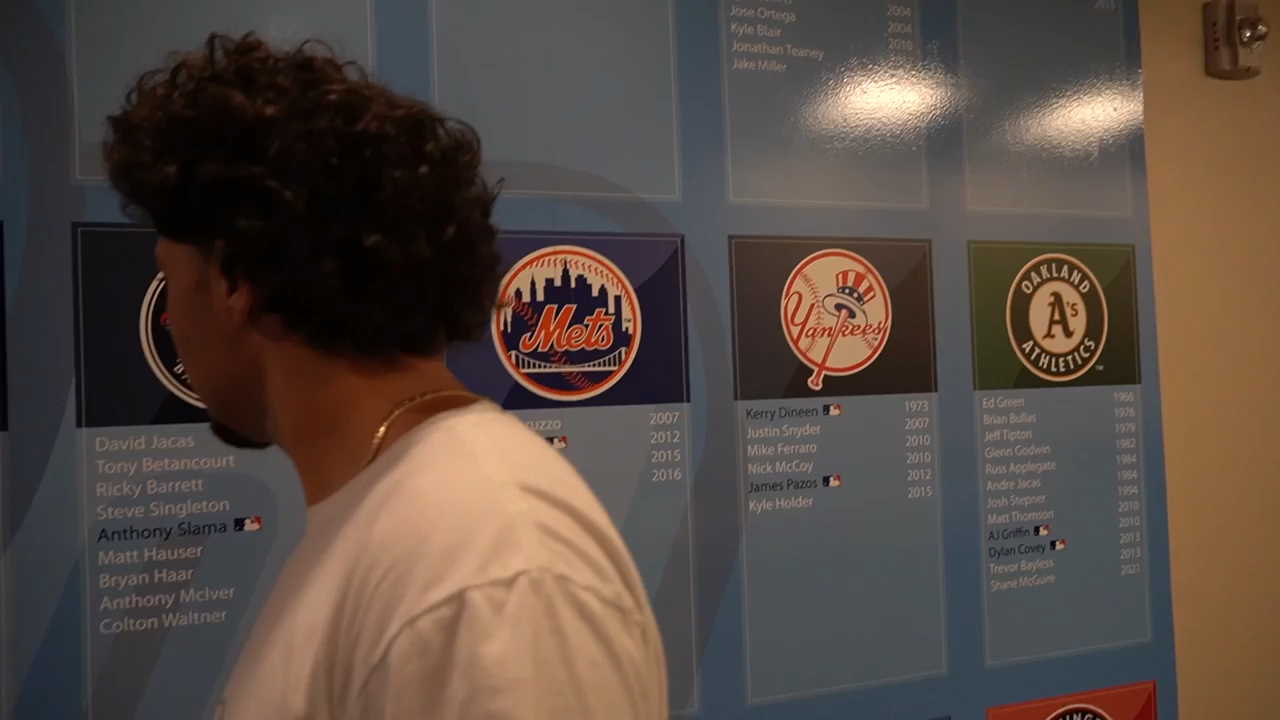 Jose Ortega 2004
Kyle Blair 2004
Jonathan Teaney 2010
Jake Miller
David Jacas
Tony Betancourt
Ricky Barrett
Steve Singleton
Anthony Slama
Matt Hauser
Bryan Haar
Anthony McIver
Colton Waltner
Mets
2007
2012
2015
2016
Yankees
Kerry Dineen 1973
Justin Snyder 2007
Mike Ferraro 2010
Nick McCoy 2010
James Pazos 2012
Kyle Holder 2015
OAKLAND
A's
ATHLETICS
Ed Green 1966
Brian Bullas 1976
Jeff Tipton 1979
Glenn Godwin 1982
Russ Applegate 1984
Andre Jacas 1984
Josh Stepner 1994
Matt Thomson 2010
AJ Griffin 2010
Dylan Covey 2013
Trevor Bayless 2013
Shane McGuire 2021